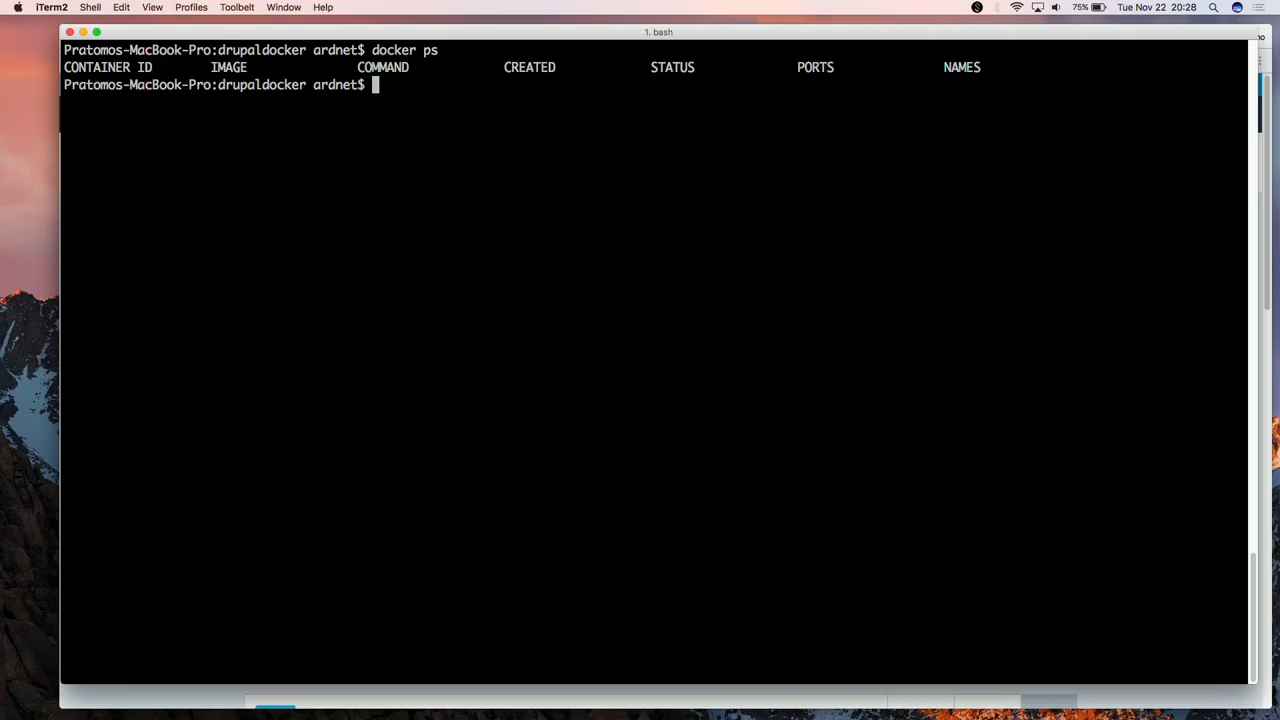 iTerm2 Shell Edit View Profiles Toolbelt Window Help 75% Tue Nov 22 20:28
1. bash
Pratomos-MacBook-Pro:drupaldocker ardnet$ docker ps
CONTAINER ID IMAGE COMMAND CREATED STATUS PORTS NAMES
Pratomos-MacBook-Pro:drupaldocker ardnet$